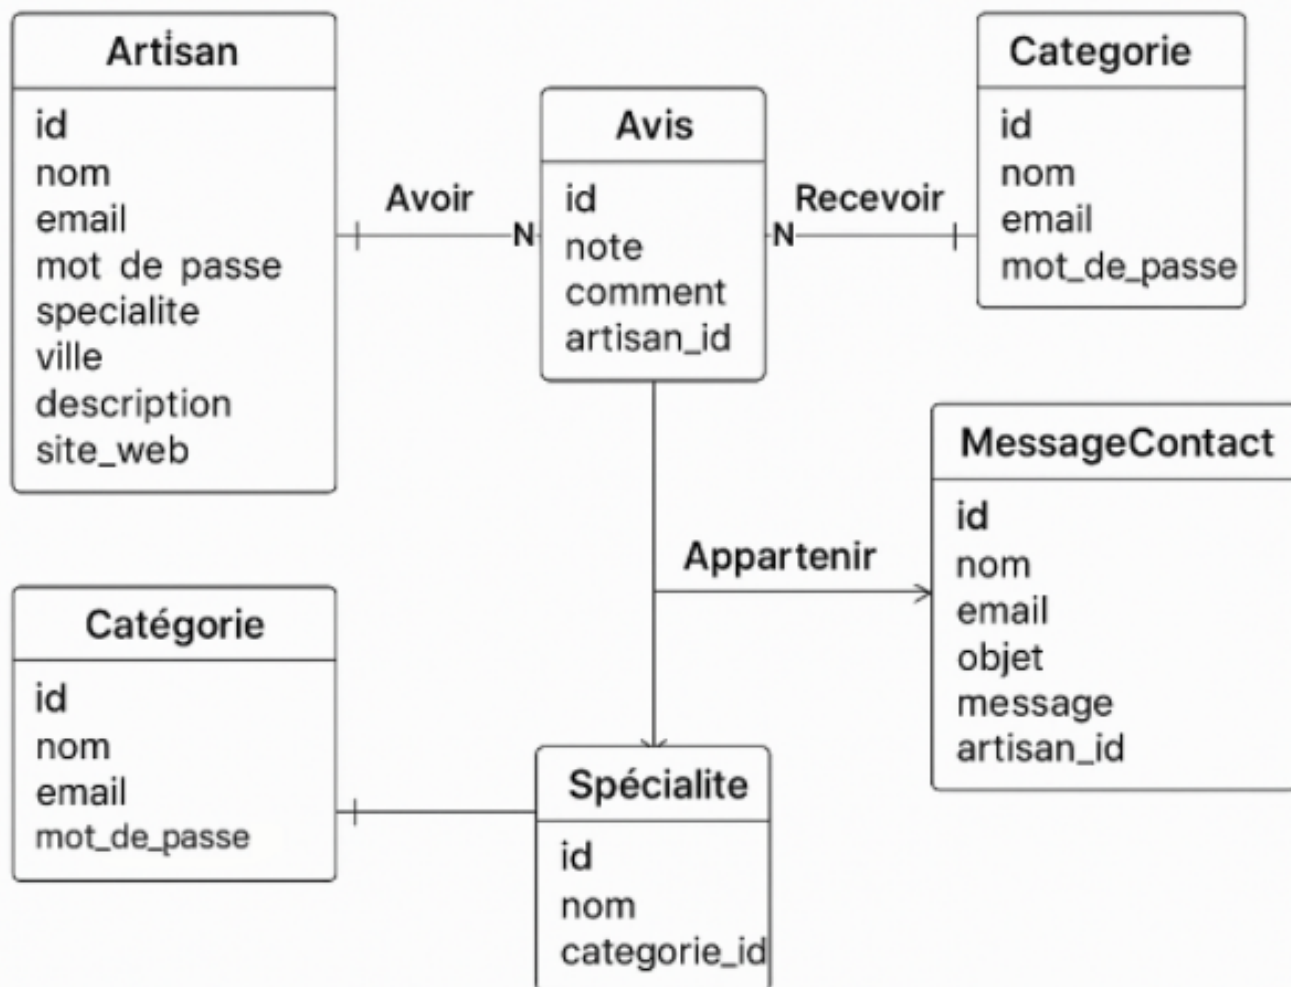 Artisan
id
nom
email
mot de passe
specialite
ville
description
site_web
Avoir
N
Avis
id
note
comment
artisan_id
N
Recevoir
Categorie
id
nom
email
mot_de_passe
Appartenir
MessageContact
id
nom
email
objet
message
artisan_id
Catégorie
id
nom
email
mot_de_passe
Spécialite
id
nom
categorie_id